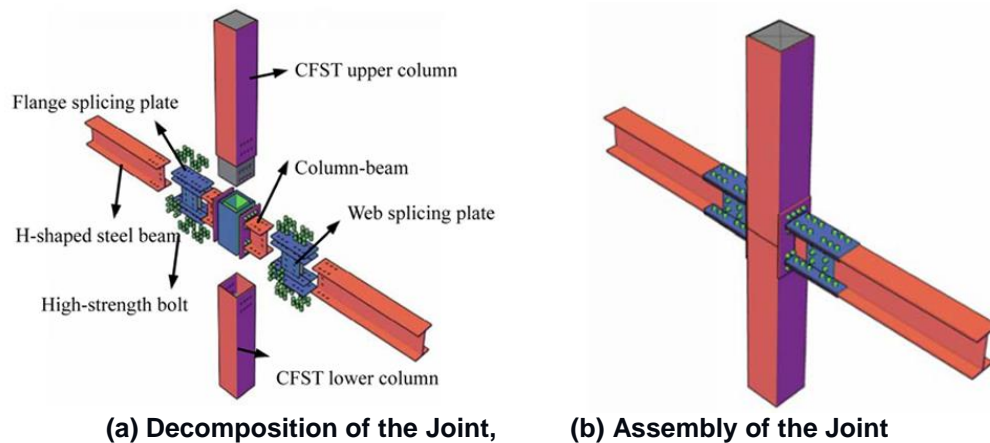 CFST upper column
Flange splicing plate
Column-beam
Web splicing plate
H-shaped steel beam
High-strength bolt
CFST lower column
(a) Decomposition of the Joint, (b) Assembly of the Joint